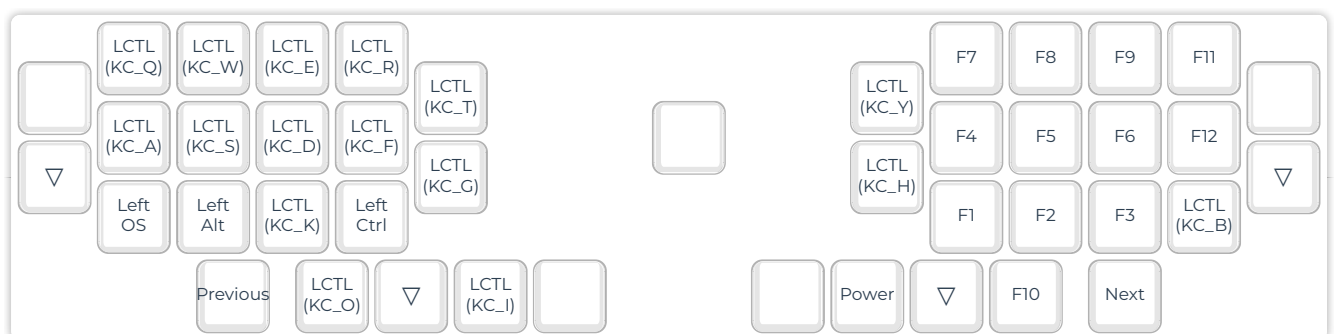 LCTL
(KC_Q)
LCTL
(KC_W)
LCTL
(KC_E)
LCTL
(KC_R)
LCTL
(KC_T)
LCTL
(KC_Y)
F7
F8
F9
F11
LCTL
(KC_A)
LCTL
(KC_S)
LCTL
(KC_D)
LCTL
(KC_F)
LCTL
(KC_G)
LCTL
(KC_H)
F4
F5
F6
F12
▽
Left
OS
Left
Alt
LCTL
(KC_K)
Left
Ctrl
F1
F2
F3
LCTL
(KC_B)
▽
Previous
LCTL
(KC_O)
▽
LCTL
(KC_I)
Power
▽
F10
Next